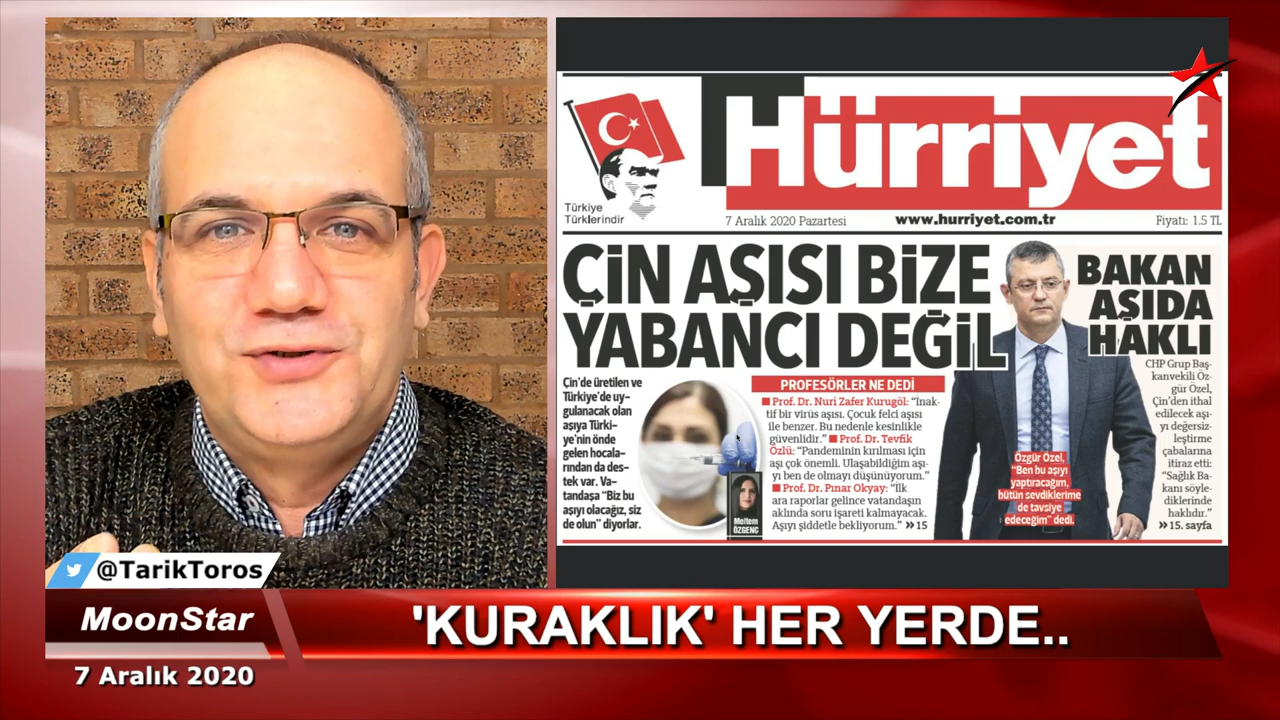 Hürriyet
Türkiye
Türklerindir
7 Aralık 2020 Pazartesi
www.hurriyet.com.tr
Fiyatı: 1.5 TL
ÇİN AŞISI BİZE
YABANCI DEĞİL
Çin'de üretilen ve
Türkiye'de uy-
gulanacak olan
aşıya Türki-
ye'nin önde
gelen hocala-
rından da des-
tek var. Va-
tandaşa "Biz bu
aşıyı olacağız, siz
de olun" diyorlar.
Meltem
ÖZGENÇ
PROFESÖRLER NE DEDİ
■ Prof. Dr. Nuri Zafer Kurugöl: "İnak-
tif bir virüs aşısı. Çocuk felci aşısı
ile benzer. Bu nedenle kesinlikle
güvenlidir." ■ Prof. Dr. Tevfik
Özlü: "Pandeminin kırılması için
aşı çok önemli. Ulaşabildiğim aşı-
yı ben de olmayı düşünüyorum."
■ Prof. Dr. Pınar Okyay: "İlk
ara raporlar gelince vatandaşın
aklında soru işareti kalmayacak.
Aşıyı şiddetle bekliyorum." »15
BAKAN
AŞIDA
HAKLI
CHP Grup Baş-
kanvekili Öz-
gür Özel,
Çin'den ithal
edilecek aşı-
yı değersiz-
leştirme
çabalarına
itiraz etti:
"Sağlık Ba-
kanı söyle-
diklerinde
haklıdır."
»15. sayfa
Özgür Özel,
"Ben bu aşıyı
yaptıracağım,
bütün sevdiklerime
de tavsiye
edeceğim" dedi.
@TarikToros
MoonStar
'KURAKLIK' HER YERDE..
7 Aralık 2020